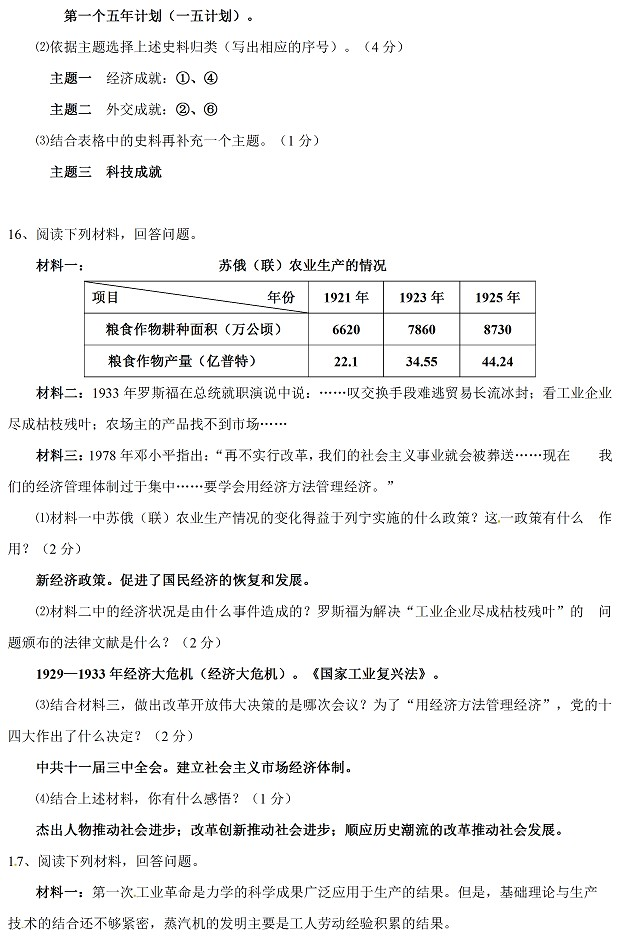 第一个五年计划（一五计划）。
⑵依据主题选择上述史料归类（写出相应的序号）。（4 分）
主题一　经济成就：①、④
主题二　外交成就：②、⑥
⑶结合表格中的史料再补充一个主题。（1 分）
主题三　科技成就
16、阅读下列材料，回答问题。
材料一：　苏俄（联）农业生产的情况
项目　年份　1921 年　1923 年　1925 年
粮食作物耕种面积（万公顷）　6620　7860　8730
粮食作物产量（亿普特）　22.1　34.55　44.24
材料二：1933 年罗斯福在总统就职演说中说：……叹交换手段难逃贸易长流冰封；看工业企业
尽成枯枝残叶；农场主的产品找不到市场……
材料三：1978 年邓小平指出：“再不实行改革，我们的社会主义事业就会被葬送……现在　我
们的经济管理体制过于集中……要学会用经济方法管理经济。”
⑴材料一中苏俄（联）农业生产情况的变化得益于列宁实施的什么政策？这一政策有什么　作
用？（2 分）
新经济政策。促进了国民经济的恢复和发展。
⑵材料二中的经济状况是由什么事件造成的？罗斯福为解决“工业企业尽成枯枝残叶”的　问
题颁布的法律文献是什么？（2 分）
1929—1933 年经济大危机（经济大危机）。《国家工业复兴法》。
⑶结合材料三，做出改革开放伟大决策的是哪次会议？为了“用经济方法管理经济”，党的十
四大作出了什么决定？（2 分）
中共十一届三中全会。建立社会主义市场经济体制。
⑷结合上述材料，你有什么感悟？（1 分）
杰出人物推动社会进步；改革创新推动社会进步；顺应历史潮流的改革推动社会发展。
17、阅读下列材料，回答问题。
材料一：第一次工业革命是力学的科学成果广泛应用于生产的结果。但是，基础理论与生产
技术的结合还不够紧密，蒸汽机的发明主要是工人劳动经验积累的结果。